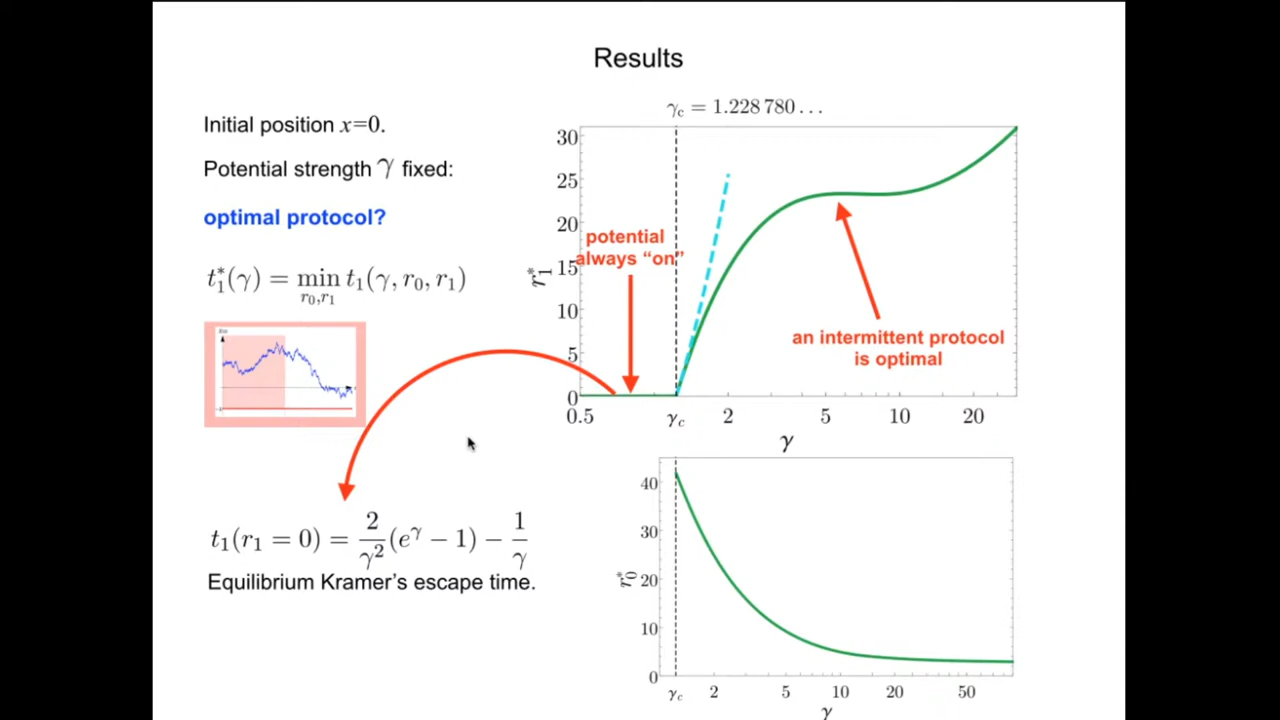 Results
Initial position x=0.
Potential strength γ fixed:
optimal protocol?
t₁*(γ) = min t₁(γ, r₀, r₁)
r₀,r₁
t₁(r₁ = 0) = 2/γ² (e^γ − 1) − 1/γ
Equilibrium Kramer's escape time.
γ_c = 1.228 780 . . .
30
25
20
15
10
5
0
r₁*
potential
always “on”
an intermittent protocol
is optimal
0.5 γ_c 2 5 10 20
γ
40
30
20
10
0
r₀*
γ_c 2 5 10 20 50
γ